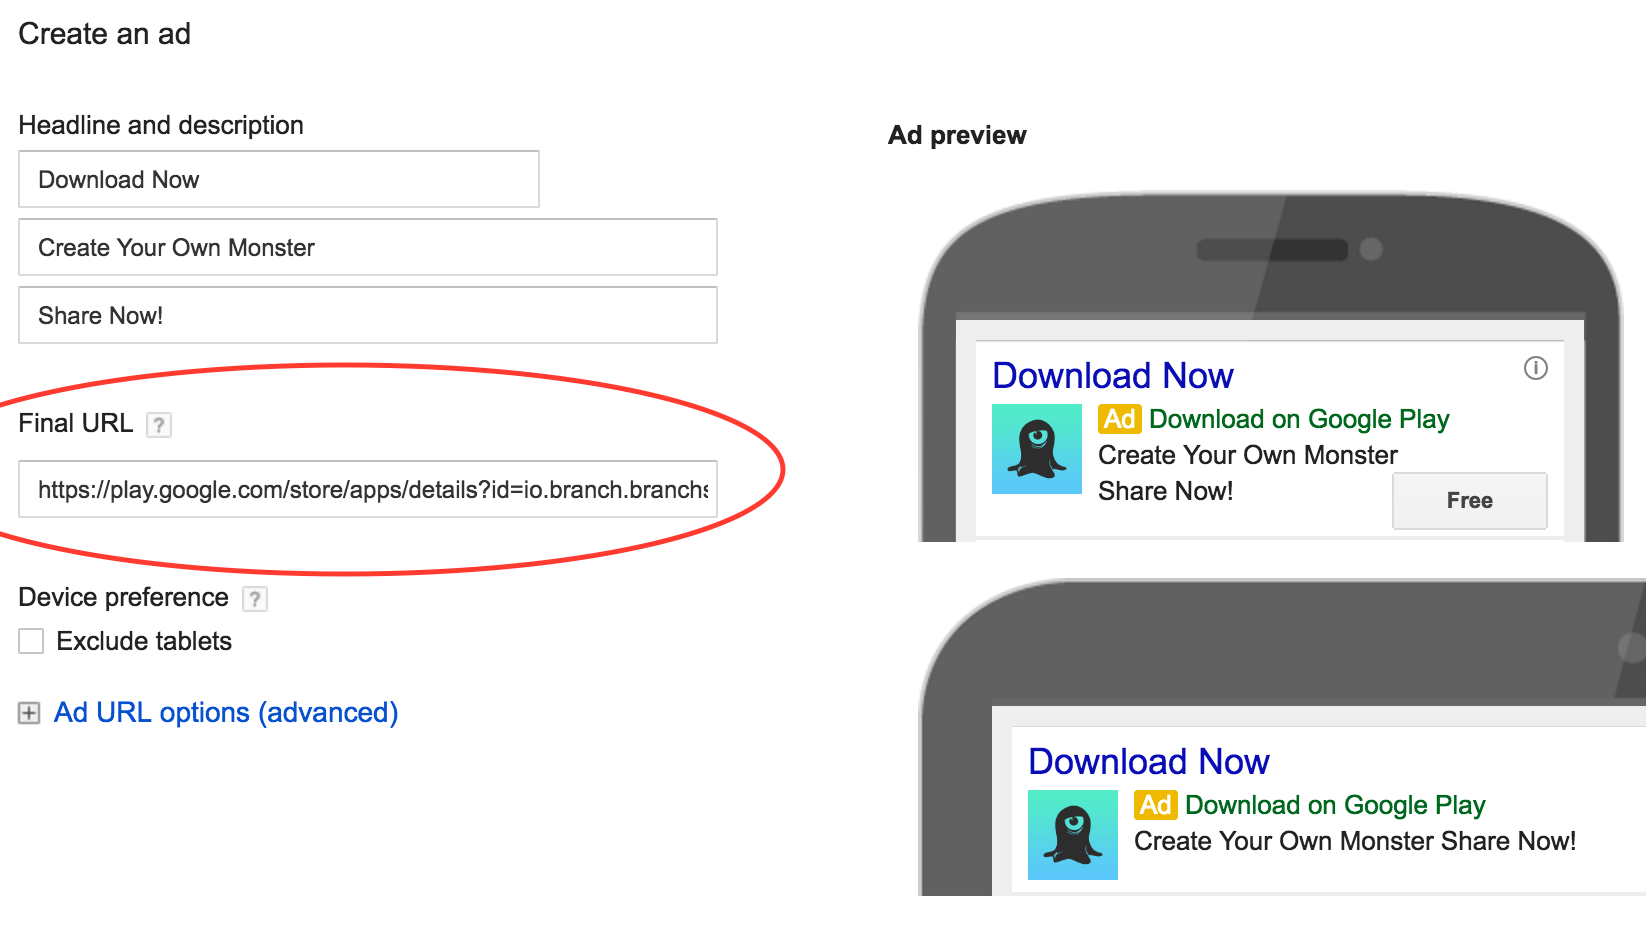 Create an ad
Headline and description
Download Now
Create Your Own Monster
Share Now!
Final URL ?
https://play.google.com/store/apps/details?id=io.branch.branchs
Device preference ?
Exclude tablets
Ad URL options (advanced)
Ad preview
Download Now
Ad Download on Google Play
Create Your Own Monster
Share Now!
Free
Download Now
Ad Download on Google Play
Create Your Own Monster Share Now!